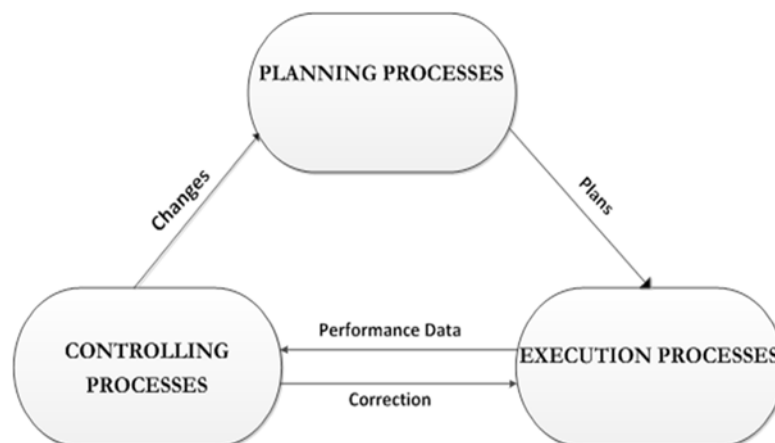 PLANNING PROCESSES
Changes
Plans
Performance Data
CONTROLLING
PROCESSES
EXECUTION PROCESSES
Correction